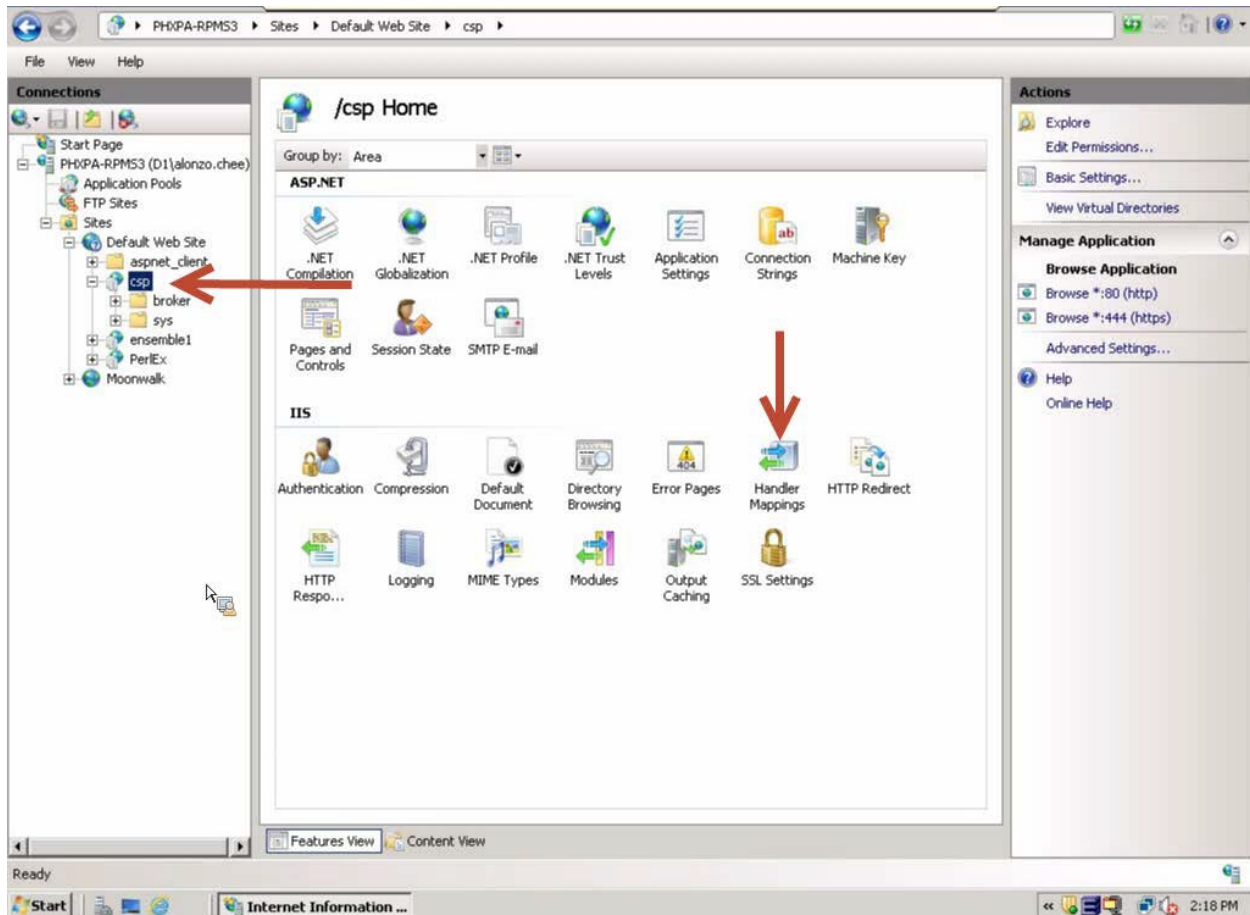 PHXPA-RPMS3 Sites Default Web Site csp
File View Help
Connections
Start Page
PHXPA-RPMS3 (D1\alonzo.chee)
Application Pools
FTP Sites
Sites
Default Web Site
aspnet_client
csp
broker
sys
ensemble1
PerlEx
Moonwalk
/csp Home
Group by: Area
ASP.NET
.NET Compilation
.NET Globalization
.NET Profile
.NET Trust Levels
Application Settings
Connection Strings
ab
Machine Key
Pages and Controls
Session State
SMTP E-mail
IIS
Authentication
Compression
Default Document
Directory Browsing
404
Error Pages
Handler Mappings
HTTP Redirect
HTTP Respo...
Logging
MIME Types
Modules
Output Caching
SSL Settings
Features View Content View
Actions
Explore
Edit Permissions...
Basic Settings...
View Virtual Directories
Manage Application
Browse Application
Browse *:80 (http)
Browse *:444 (https)
Advanced Settings...
Help
Online Help
Ready
Start Internet Information ... 2:18 PM